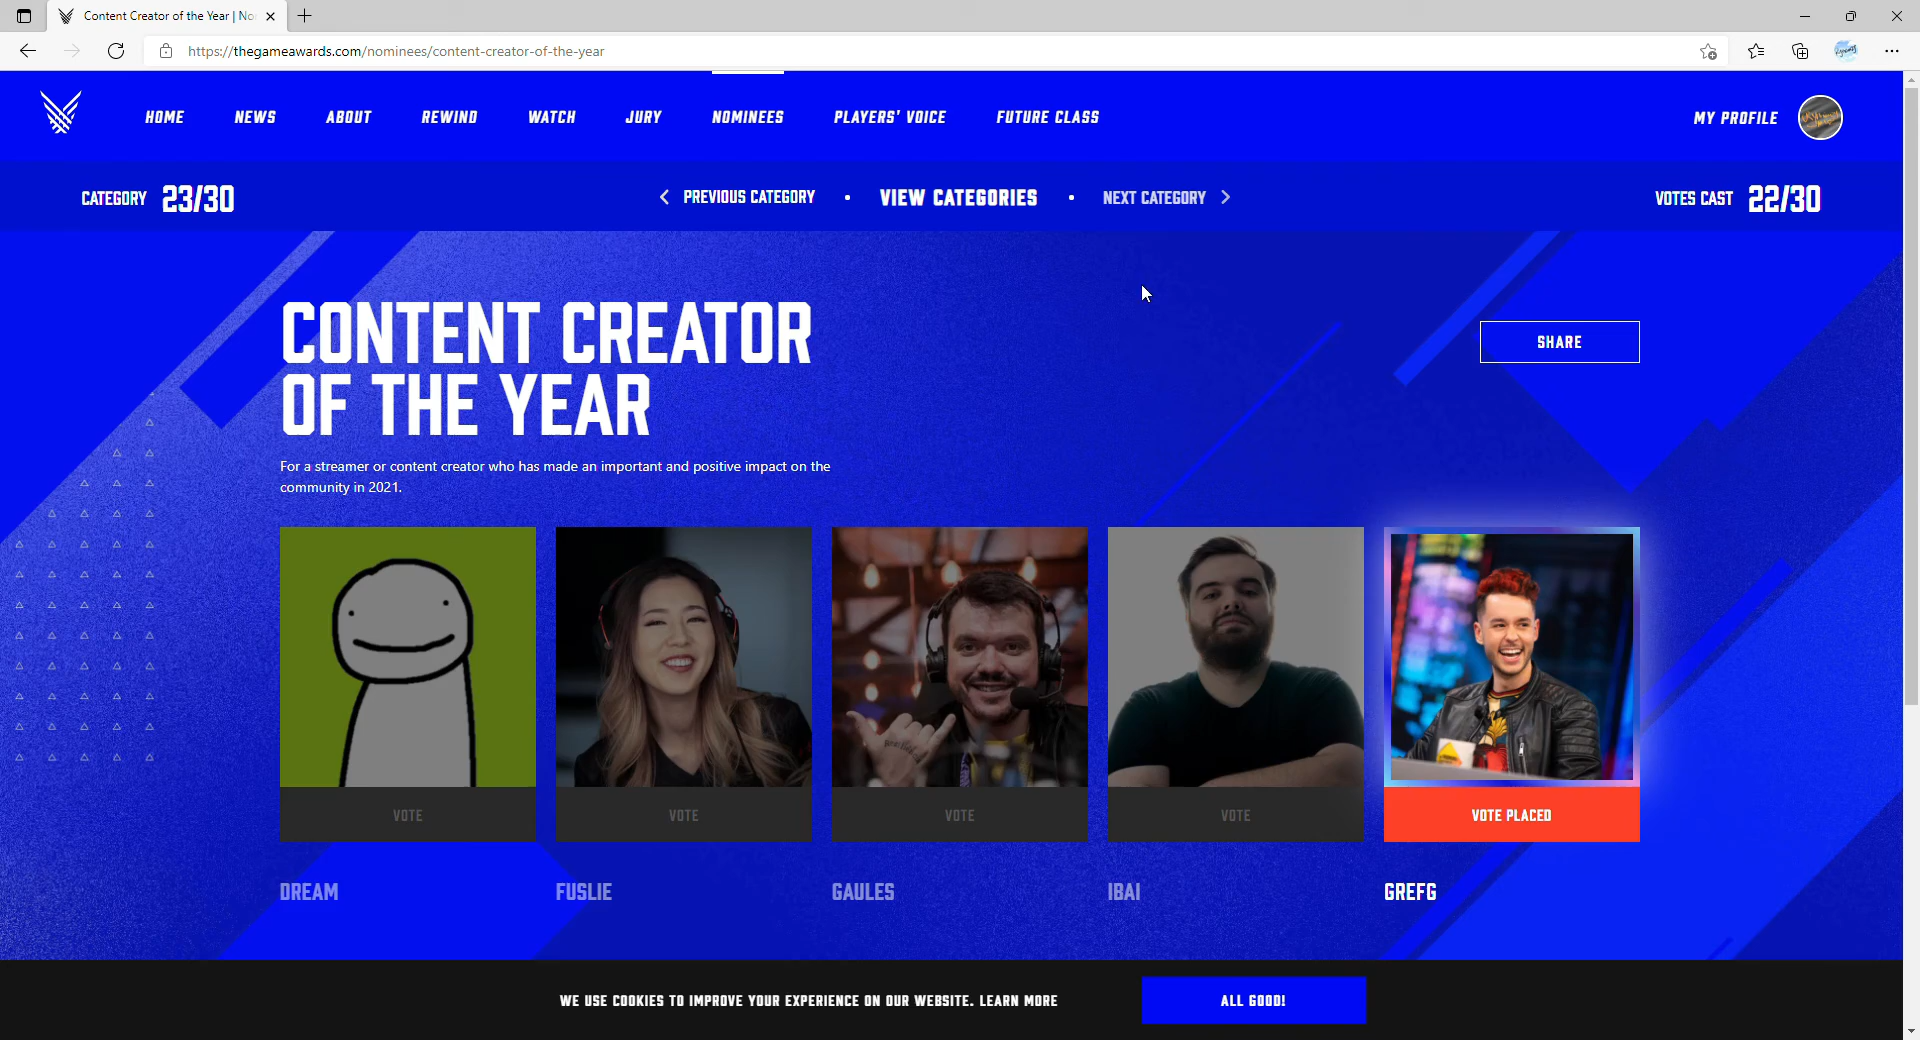 Content Creator of the Year | No
https://thegameawards.com/nominees/content-creator-of-the-year
HOME
NEWS
ABOUT
REWIND
WATCH
JURY
NOMINEES
PLAYERS' VOICE
FUTURE CLASS
MY PROFILE
CATEGORY 23/30
PREVIOUS CATEGORY
VIEW CATEGORIES
NEXT CATEGORY
VOTES CAST 22/30
CONTENT CREATOR
OF THE YEAR
SHARE
For a streamer or content creator who has made an important and positive impact on the
community in 2021.
VOTE
VOTE
VOTE
VOTE
VOTE PLACED
DREAM
FUSLIE
GAULES
IBAI
GREFG
WE USE COOKIES TO IMPROVE YOUR EXPERIENCE ON OUR WEBSITE. LEARN MORE
ALL GOOD!